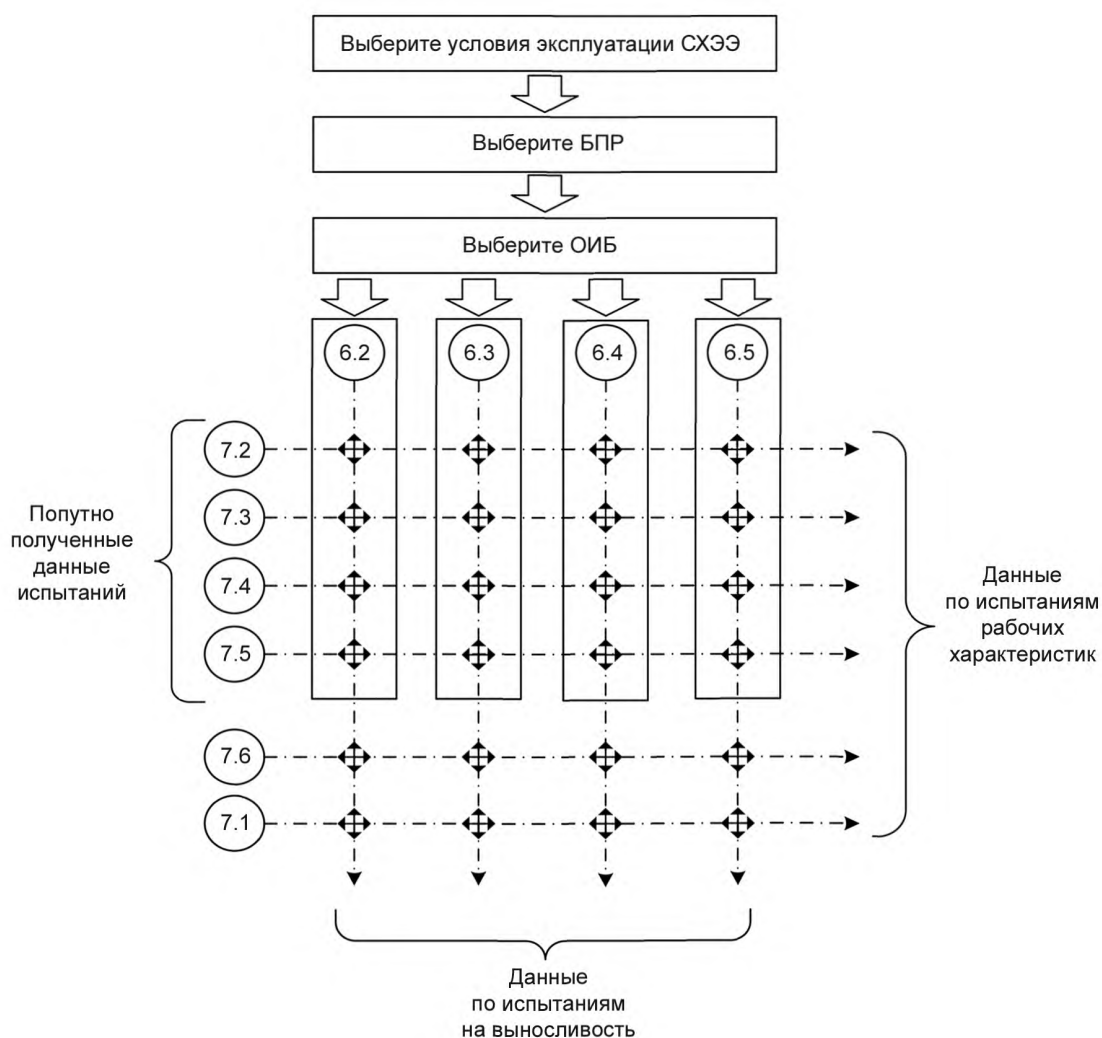 Выберите условия эксплуатации СХЭЭ
Выберите БПР
Выберите ОИБ
6.2
6.3
6.4
6.5
7.2
7.3
7.4
7.5
7.6
7.1
Попутно
полученные
данные
испытаний
Данные
по испытаниям
рабочих
характеристик
Данные
по испытаниям
на выносливость